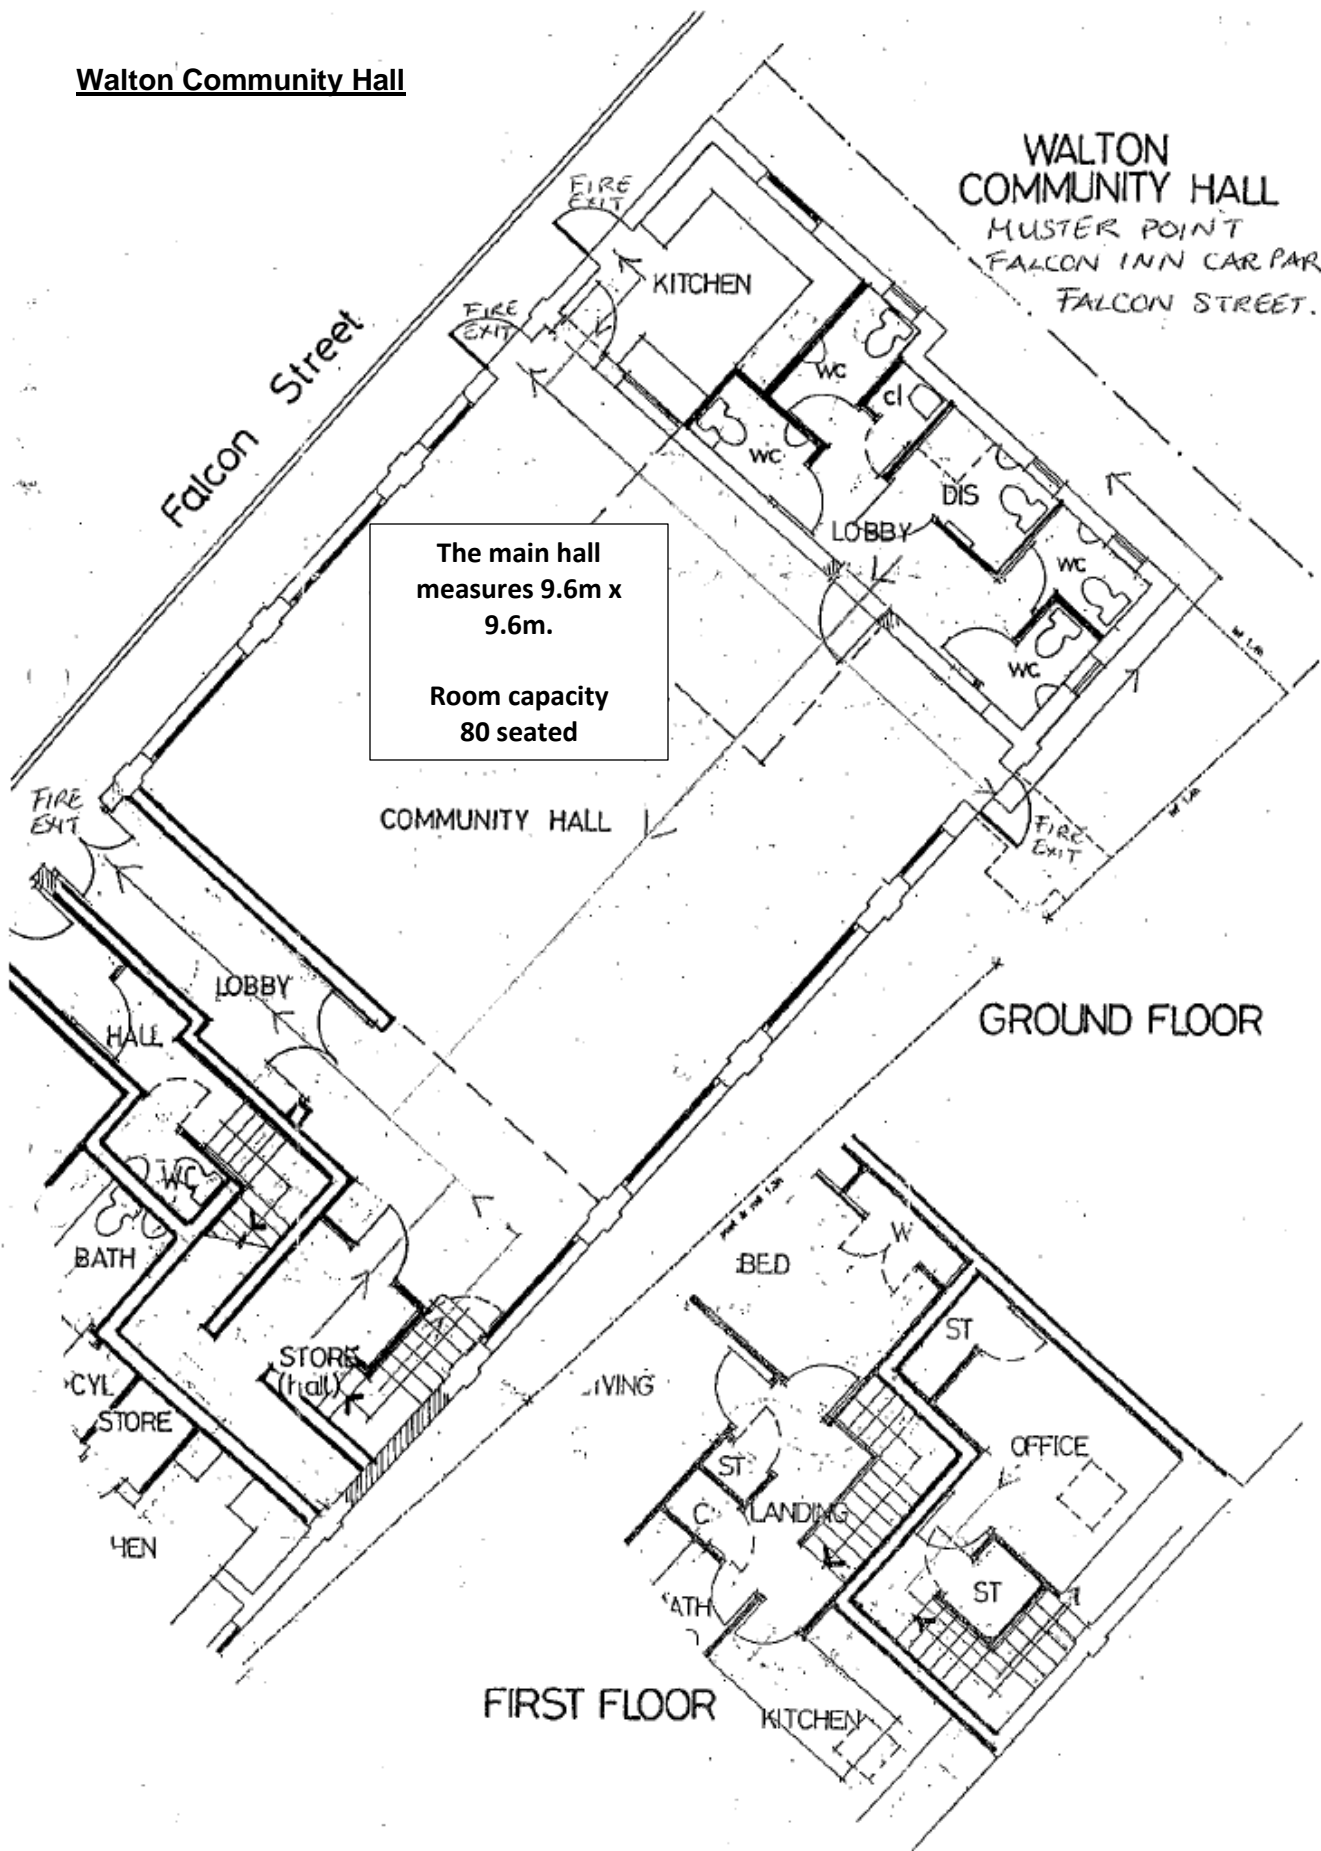 Walton Community Hall
WALTON
COMMUNITY HALL
MUSTER POINT
FALCON INN CAR PAR
FALCON STREET.
FIRE
EXIT
KITCHEN
FIRE
EXIT
Falcon Street
WC
cl
WC
DIS
LOBBY
WC
WC
The main hall
measures 9.6m x
9.6m.
Room capacity
80 seated
COMMUNITY HALL
FIRE
EXIT
FIRE
EXIT
LOBBY
HALL
GROUND FLOOR
WC
BATH
STORE
(hall)
CYL
STORE
HEN
BED
W
ST
IVING
OFFICE
ST
C
LANDING
ST
ATH
FIRST FLOOR
KITCHEN